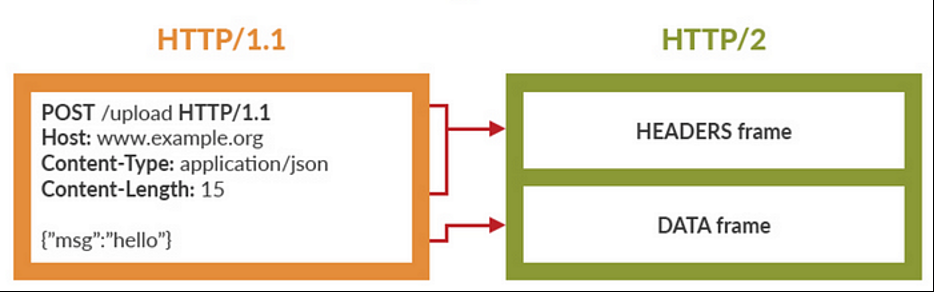 HTTP/1.1
POST /upload HTTP/1.1
Host: www.example.org
Content-Type: application/json
Content-Length: 15
{”msg”:”hello”}
HTTP/2
HEADERS frame
DATA frame